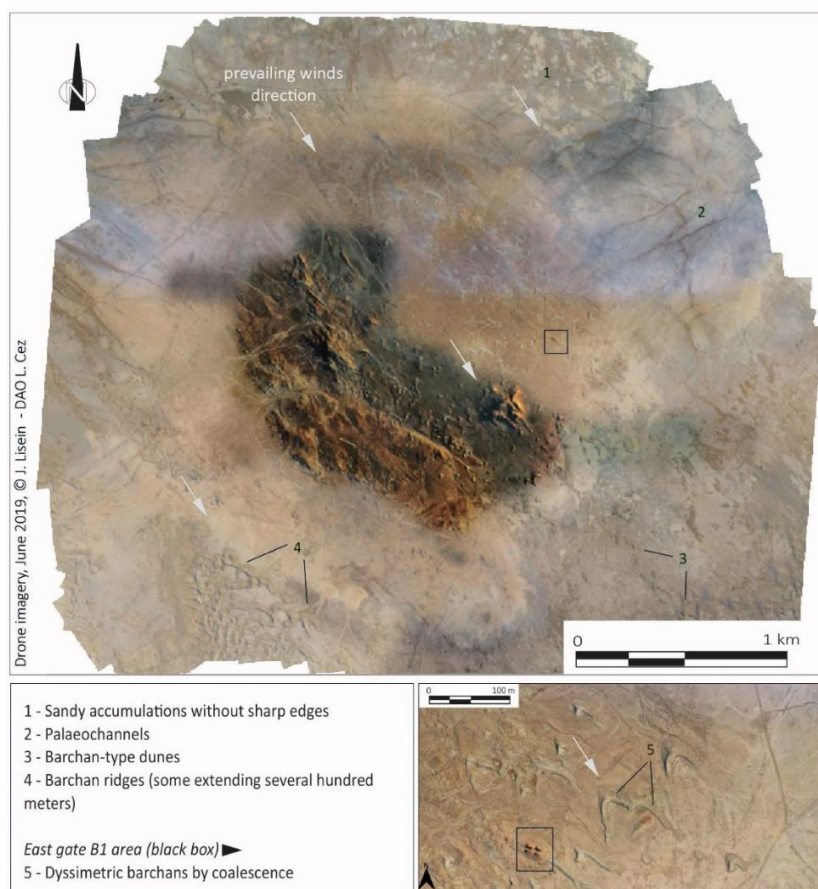 N
prevailing winds
direction
1
2
4
3
0 1 km
Drone imagery, June 2019, © J. Lisein - DAO L. Cez
1 - Sandy accumulations without sharp edges
2 - Palaeochannels
3 - Barchan-type dunes
4 - Barchan ridges (some extending several hundred
meters)
East gate B1 area (black box)
5 - Dyssimetric barchans by coalescence
0 100 m
5
N